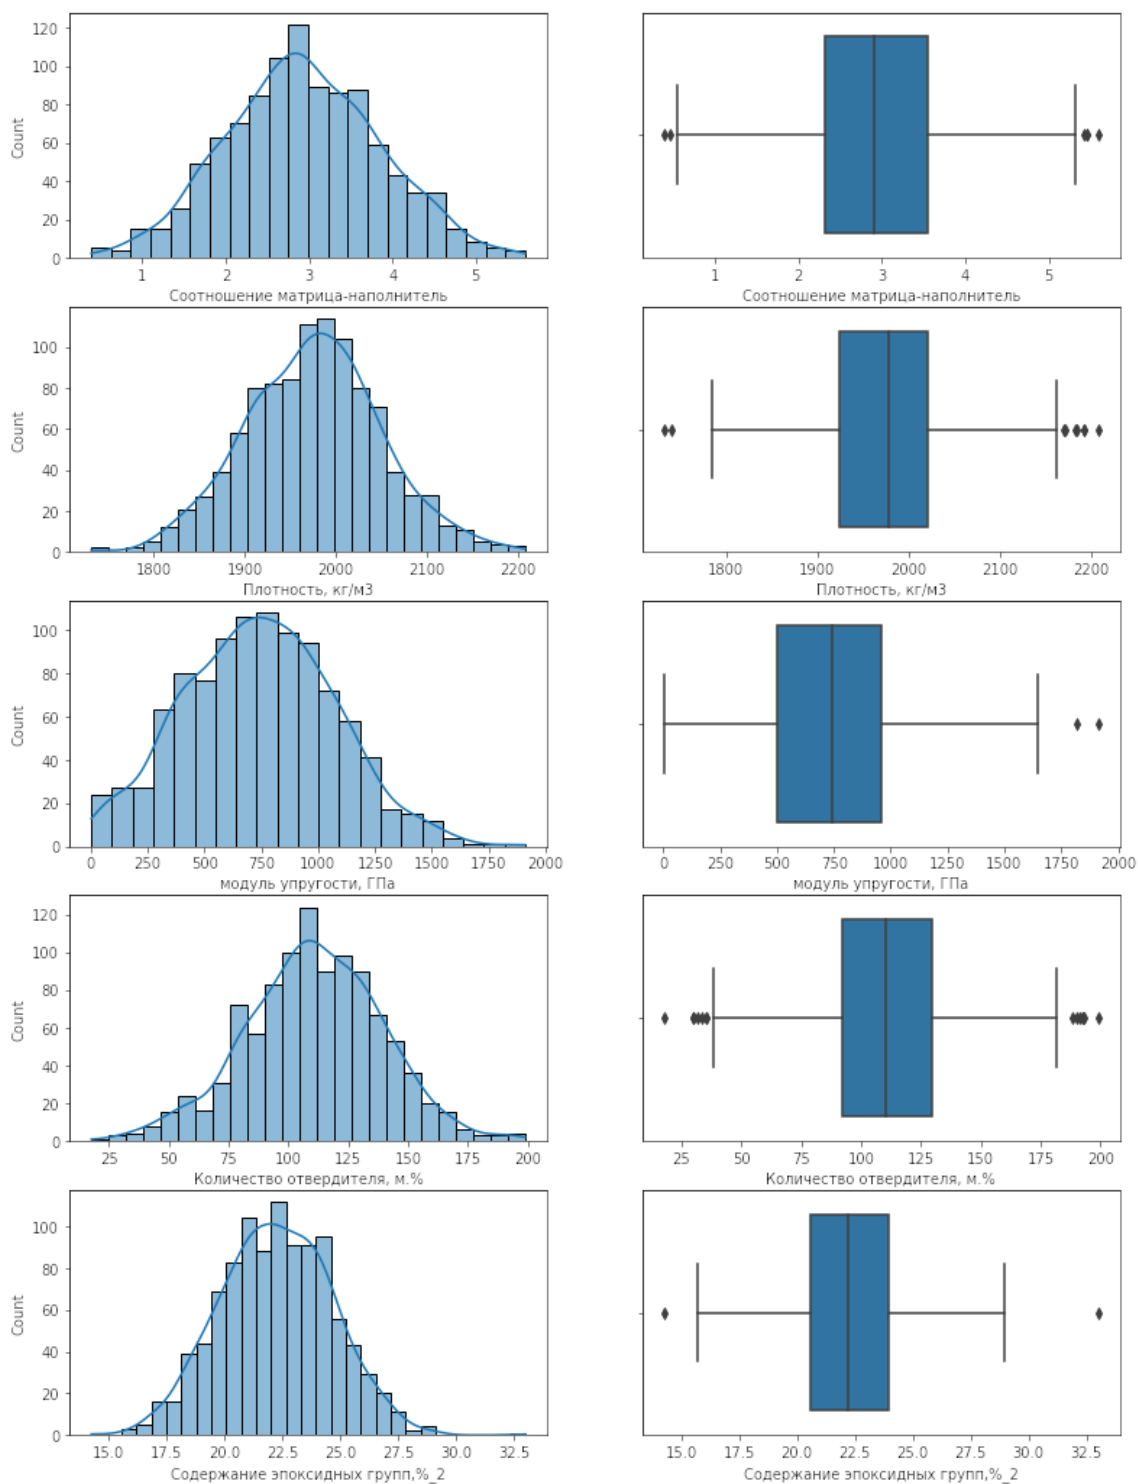 120
100
80
60
40
20
0
Count
1 2 3 4 5
Соотношение матрица-наполнитель
1 2 3 4 5
Соотношение матрица-наполнитель
100
80
60
40
20
0
Count
1800 1900 2000 2100 2200
Плотность, кг/м3
1800 1900 2000 2100 2200
Плотность, кг/м3
100
80
60
40
20
0
Count
0 250 500 750 1000 1250 1500 1750 2000
модуль упругости, ГПа
0 250 500 750 1000 1250 1500 1750 2000
модуль упругости, ГПа
120
100
80
60
40
20
0
Count
25 50 75 100 125 150 175 200
Количество отвердителя, м.%
25 50 75 100 125 150 175 200
Количество отвердителя, м.%
100
80
60
40
20
0
Count
15.0 17.5 20.0 22.5 25.0 27.5 30.0 32.5
Содержание эпоксидных групп,%_2
15.0 17.5 20.0 22.5 25.0 27.5 30.0 32.5
Содержание эпоксидных групп,%_2